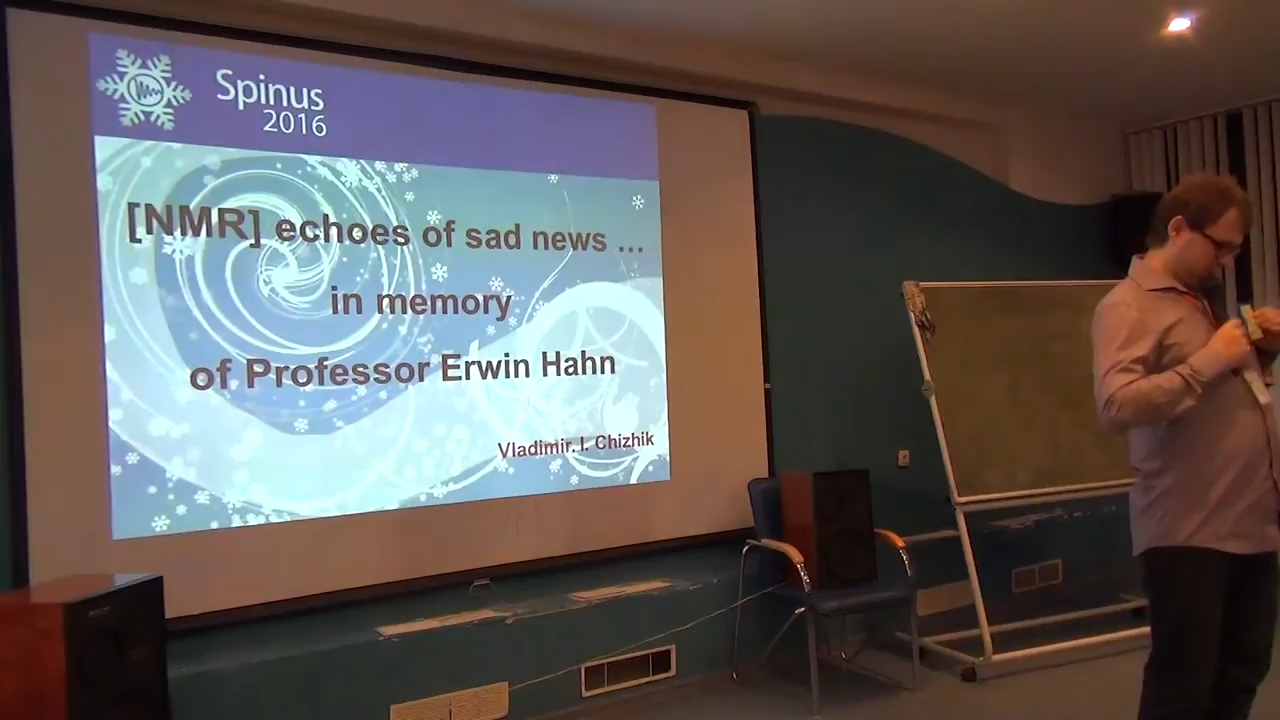 Spinus
2016
[NMR] echoes of sad news ...
in memory
of Professor Erwin Hahn
Vladimir. I. Chizhik